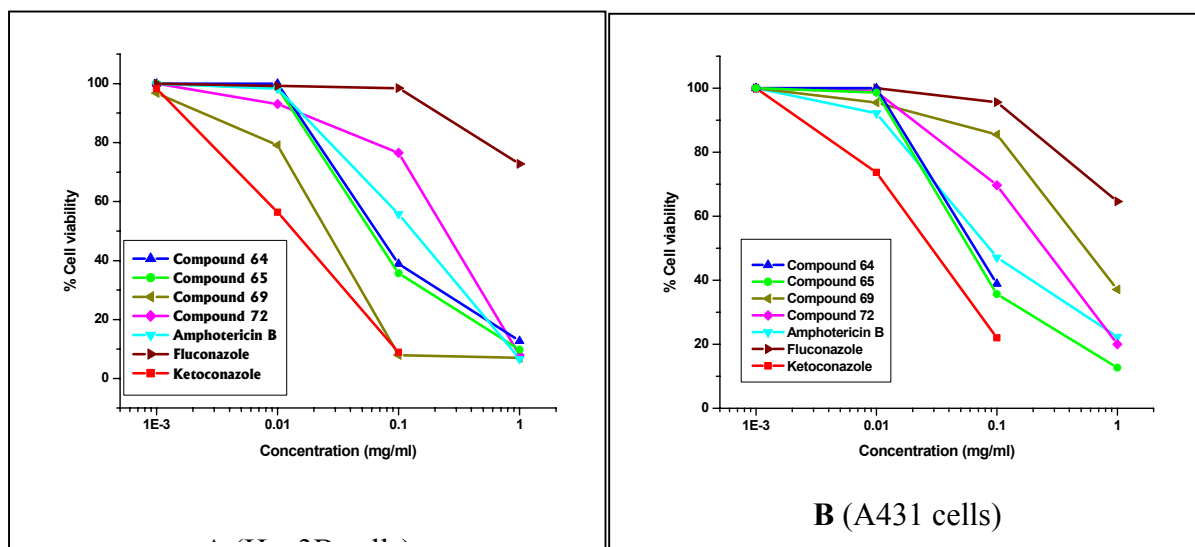 % Cell viability
100
80
60
40
20
0
Compound 64
Compound 65
Compound 69
Compound 72
Amphotericin B
Fluconazole
Ketoconazole
1E-3 0.01 0.1 1
Concentration (mg/ml)
% Cell viability
100
80
60
40
20
0
Compound 64
Compound 65
Compound 69
Compound 72
Amphotericin B
Fluconazole
Ketoconazole
1E-3 0.01 0.1 1
Concentration (mg/ml)
B (A431 cells)